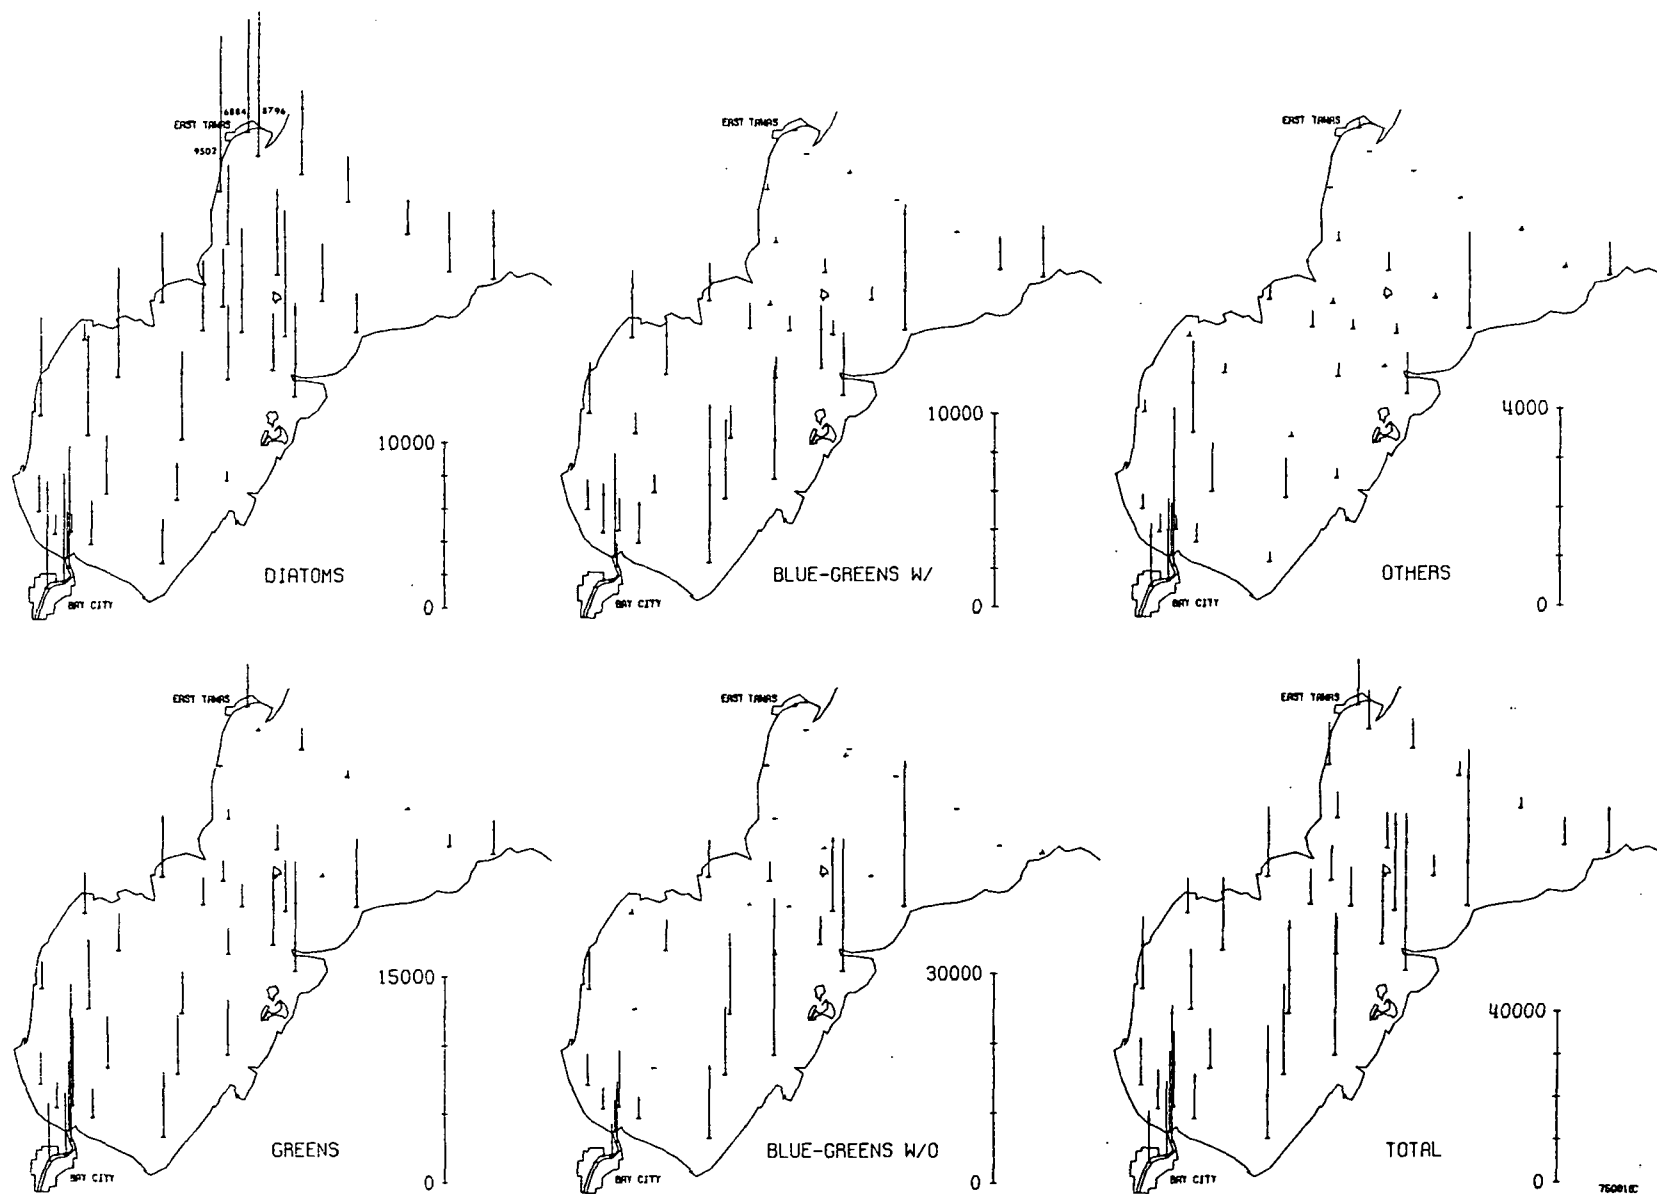 6884 8796
EAST TAWAS
9502
10000
0
DIATOMS
BAY CITY
EAST TAWAS
10000
0
BLUE-GREENS W/
BAY CITY
EAST TAWAS
4000
0
OTHERS
BAY CITY
EAST TAWAS
15000
0
GREENS
BAY CITY
EAST TAWAS
30000
0
BLUE-GREENS W/O
BAY CITY
EAST TAWAS
40000
0
TOTAL
BAY CITY